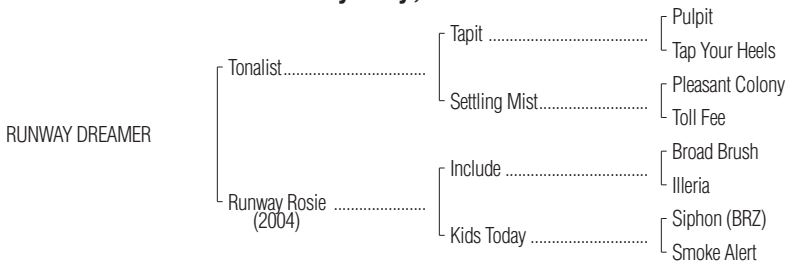 Pulpit
Tapit ......................................
Tap Your Heels
Tonalist..................................
Pleasant Colony
Settling Mist..........................
Toll Fee
RUNWAY DREAMER
Broad Brush
Include ..................................
Illeria
Runway Rosie ......................
(2004)
Siphon (BRZ)
Kids Today ............................
Smoke Alert